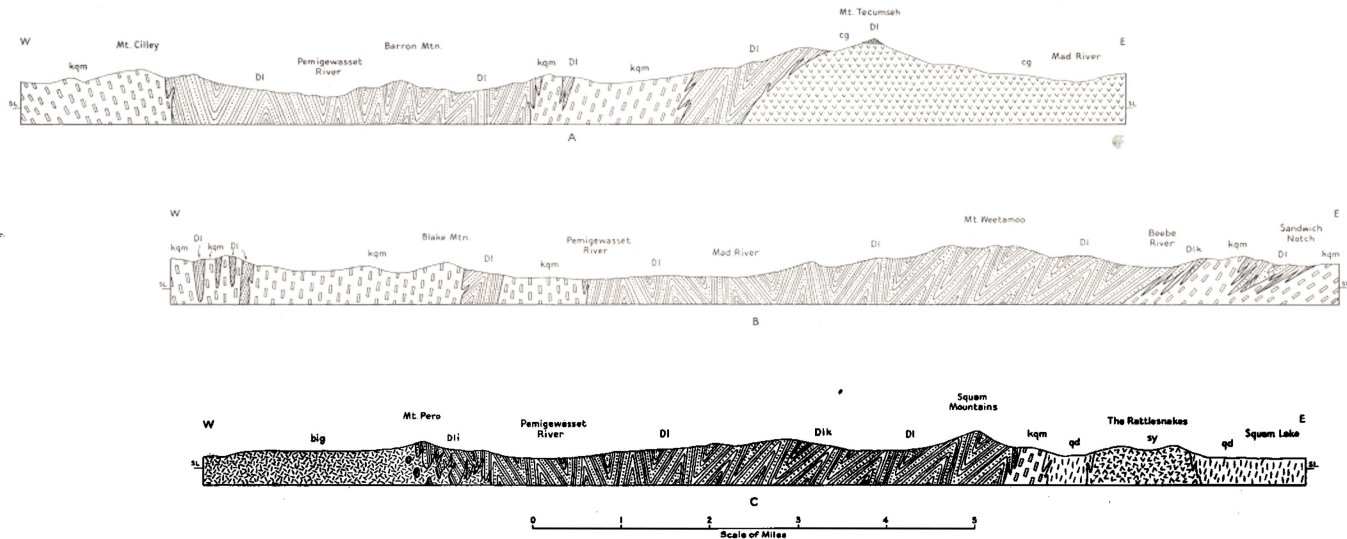 Mt. Tecumseh
W Mt. Cilley Barron Mtn. cg Dl E
kqm Dl Pemigewasset River Dl kqm Dl kqm Dl cg Mad River
SL SL
A
W Mt. Weetamoo E
kqm Dl kqm Dl kqm Blake Mtn. Dl kqm Pemigewasset River Dl Mad River Dl Dl Beebe River Dlk kqm Sandwich Notch Dl kqm
SL SL
B
W Mt. Pero Pemigewasset River Squam Mountains E
big Dli Dl Dlk Dl kqm qd The Rattlesnakes sy qd Squam Lake
SL SL
C
0 1 2 3 4 5
Scale of Miles